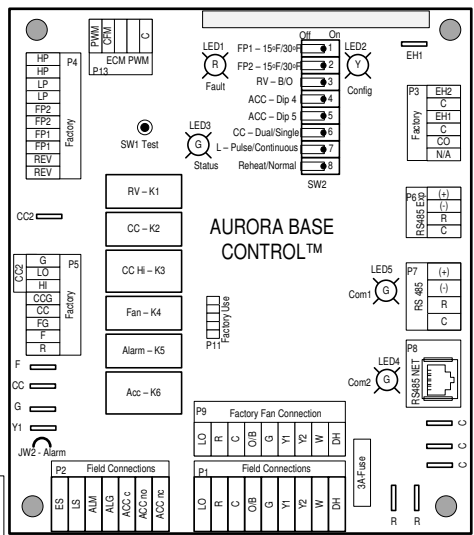 PWM
CFM
C
ECM PWM
P13
LED1
R
Fault
Off On
FP1 – 15oF/30oF
FP2 – 15oF/30oF
RV – B/O
ACC – Dip 4
ACC – Dip 5
CC – Dual/Single
L – Pulse/Continuous
Reheat/Normal
1
2
3
4
5
6
7
8
SW2
LED2
Y
Config
EH1
HP
HP
LP
LP
FP2
FP2
FP1
FP1
REV
REV
P4
Factory
P3
Factory
EH2
C
EH1
C
CO
N/A
SW1 Test
LED3
G
Status
CC2
RV – K1
CC – K2
CC Hi – K3
Fan – K4
Alarm – K5
Acc – K6
AURORA BASE
CONTROL™
P6
RS485 Exp
(+)
(-)
R
C
CC2
G
LO
HI
CCG
CC
FG
F
R
P5
Factory
LED5
Com1
G
P7
RS 485
(+)
(-)
R
C
Factory Use
P11
LED4
Com2
G
P8
RS485 NET
F
CC
G
Y1
JW2 - Alarm
P9 Factory Fan Connection
LO
R
C
O/B
G
Y1
Y2
W
DH
P2 Field Connections
ES
LS
ALM
ALG
ACC c
ACC no
ACC nc
P1 Field Connections
LO
R
C
O/B
G
Y1
Y2
W
DH
3A-Fuse
C
C
C
R
R